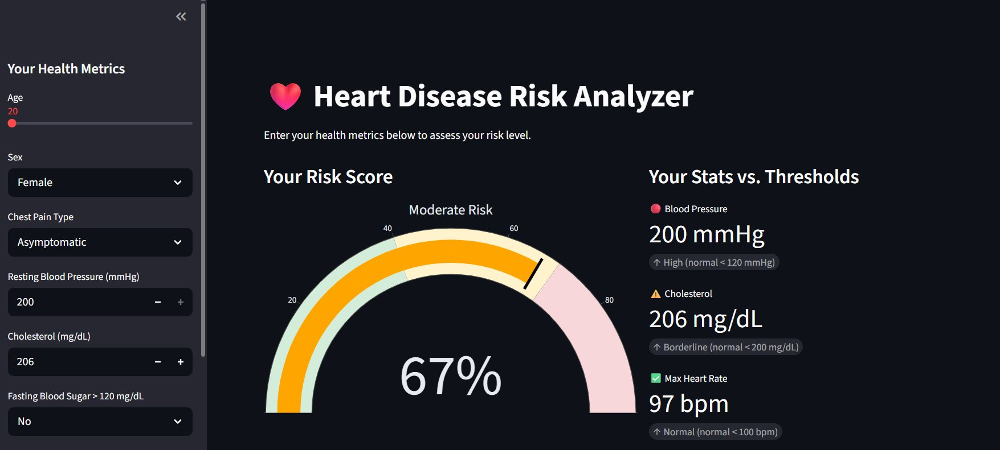 Your Health Metrics
Age
20
Sex
Female
Chest Pain Type
Asymptomatic
Resting Blood Pressure (mmHg)
200
Cholesterol (mg/dL)
206
Fasting Blood Sugar > 120 mg/dL
No
Heart Disease Risk Analyzer
Enter your health metrics below to assess your risk level.
Your Risk Score
Moderate Risk
20
40
60
80
67%
Your Stats vs. Thresholds
Blood Pressure
200 mmHg
↑ High (normal < 120 mmHg)
Cholesterol
206 mg/dL
↑ Borderline (normal < 200 mg/dL)
Max Heart Rate
97 bpm
↑ Normal (normal < 100 bpm)